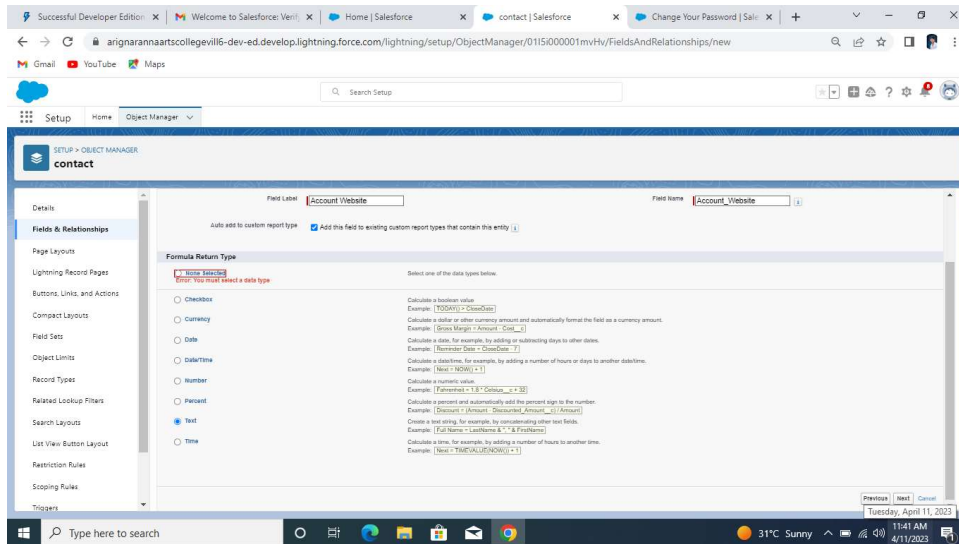 Successful Developer Edition
Welcome to Salesforce: Verif
Home | Salesforce
contact | Salesforce
Change Your Password | Sale
arignarannaartscollegevill6-dev-ed.develop.lightning.force.com/lightning/setup/ObjectManager/01I5i000001mvHv/FieldsAndRelationships/new
Gmail YouTube Maps
Search Setup
Setup Home Object Manager
SETUP > OBJECT MANAGER
contact
Details
Fields & Relationships
Page Layouts
Lightning Record Pages
Buttons, Links, and Actions
Compact Layouts
Field Sets
Object Limits
Record Types
Related Lookup Filters
Search Layouts
List View Button Layout
Restriction Rules
Scoping Rules
Triggers
Field Label Account Website Field Name Account_Website
Auto add to custom report type Add this field to existing custom report types that contain this entity
Formula Return Type
None Selected Select one of the data types below.
Error: You must select a data type
Checkbox Calculate a boolean value
Example: TODAY() > CloseDate
Currency Calculate a dollar or other currency amount and automatically format the field as a currency amount.
Example: Gross Margin = Amount - Cost__c
Date Calculate a date, for example, by adding or subtracting days to other dates.
Example: Reminder Date = CloseDate - 7
Date/Time Calculate a date/time, for example, by adding a number of hours or days to another date/time.
Example: Next = NOW() + 1
Number Calculate a numeric value.
Example: Fahrenheit = 1.8 * Celsius__c + 32
Percent Calculate a percent and automatically add the percent sign to the number.
Example: Discount = (Amount - Discounted_Amount__c) / Amount
Text Create a text string, for example, by concatenating other text fields.
Example: Full Name = LastName & ", " & FirstName
Time Calculate a time, for example, by adding a number of hours to another time.
Example: Next = TIMEVALUE(NOW()) + 1
Previous Next Cancel
Tuesday, April 11, 2023
Type here to search
31°C Sunny
11:41 AM
4/11/2023